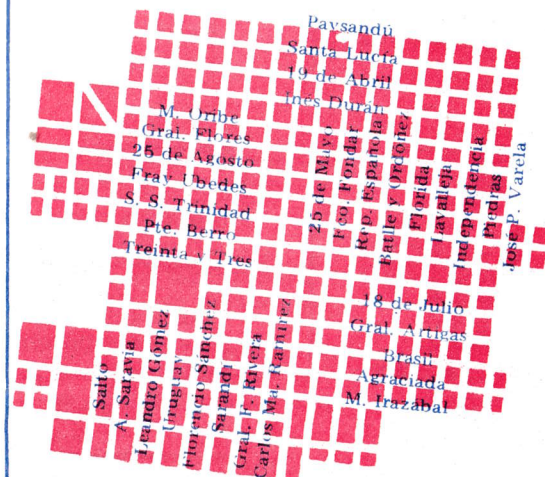 Paysandú
Santa Lucía
19 de Abril
Inés Durán
M. Oribe
Gral. Flores
25 de Agosto
Fray Ubedes
S. S. Trinidad
Pte. Berro
Treinta y Tres
25 de Mayo
Fco. Fondar
Rep. Española
Batlle y Ordóñez
Florida
Lavalleja
Independencia
Piedras
José P. Varela
18 de Julio
Gral. Artigas
Brasil
Agraciada
M. Irazábal
Salto
A. Saravia
Leandro Gómez
Uruguay
Florencio Sánchez
Sarandí
Gral. F. Rivera
Carlos Ma. Ramírez